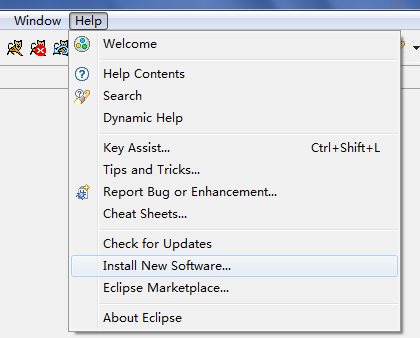 Window Help
Welcome
Help Contents
Search
Dynamic Help
Key Assist... Ctrl+Shift+L
Tips and Tricks...
Report Bug or Enhancement...
Cheat Sheets...
Check for Updates
Install New Software...
Eclipse Marketplace...
About Eclipse